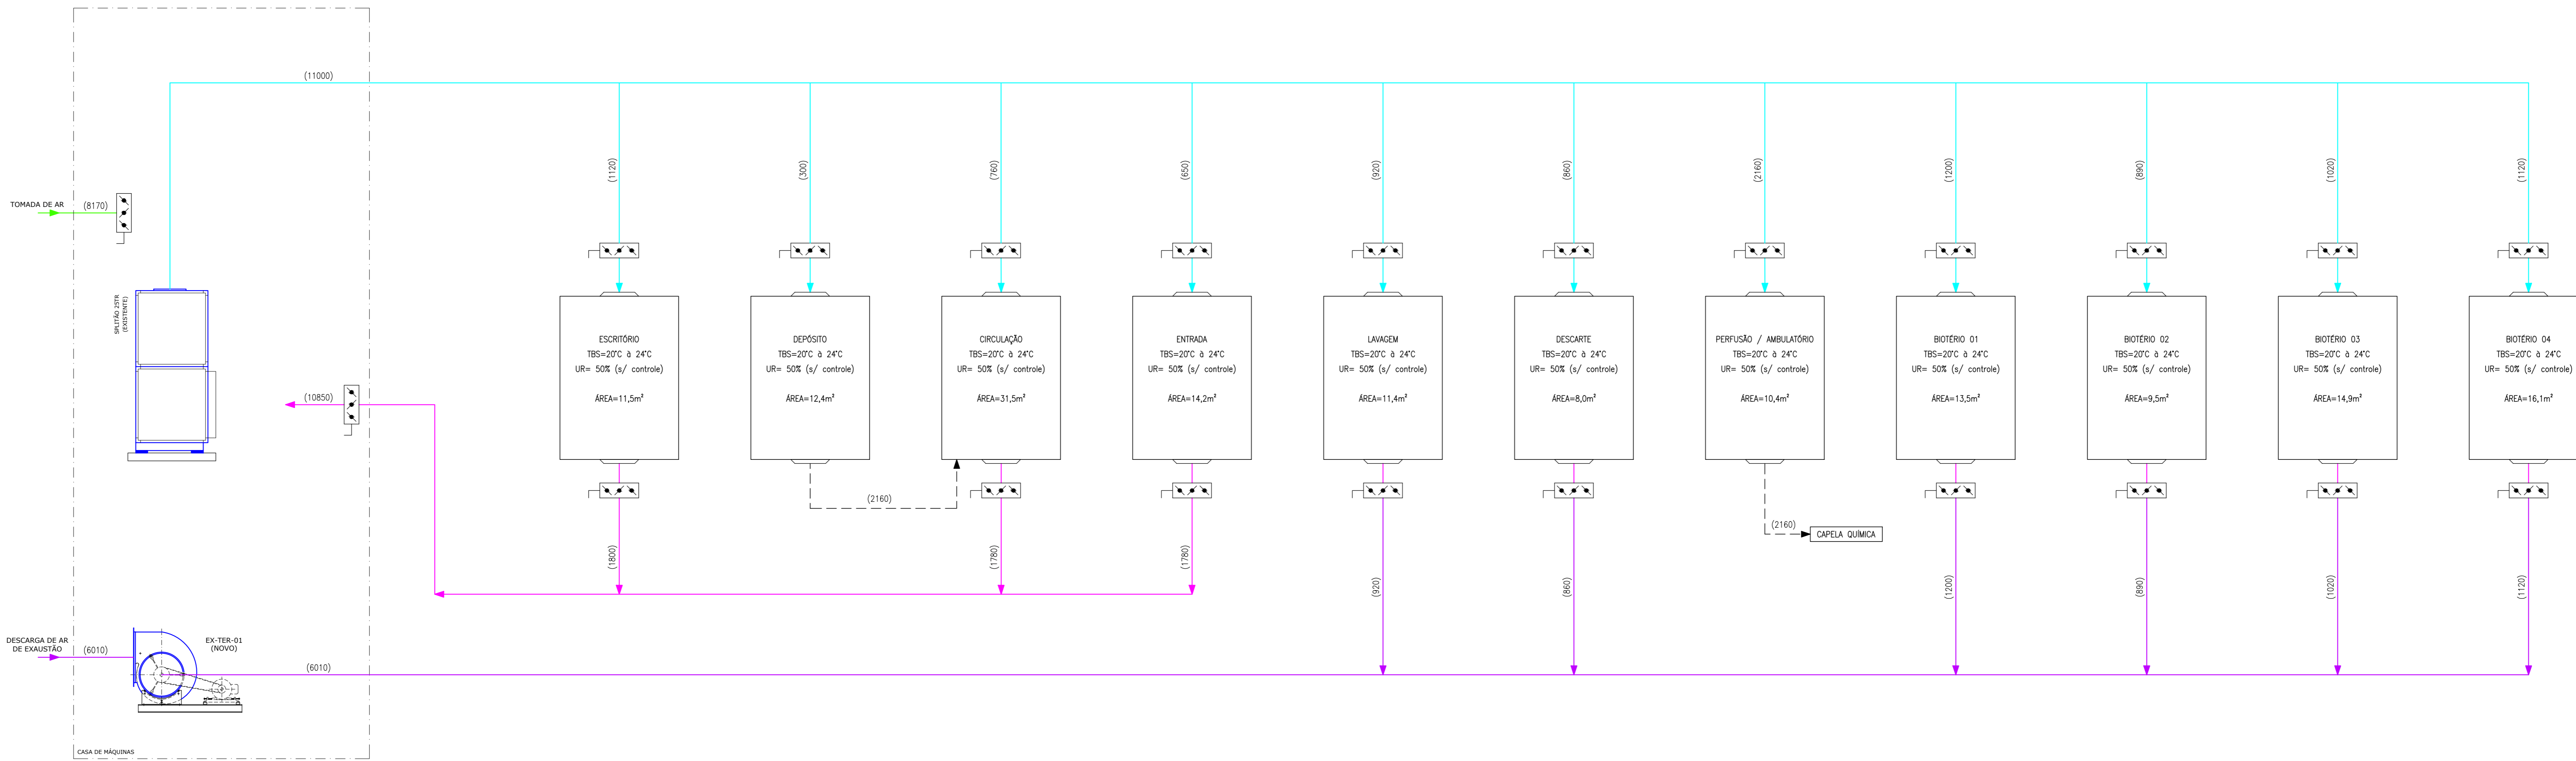 (11000)
(1120)
(300)
(760)
(650)
(920)
(860)
(2160)
(1200)
(890)
(1020)
(1120)
TOMADA DE AR
(8170)
SPLITÃO 25TR
(EXISTENTE)
(10850)
ESCRITÓRIO
TBS=20°C à 24°C
UR= 50% (s/ controle)
ÁREA=11,5m²
DEPÓSITO
TBS=20°C à 24°C
UR= 50% (s/ controle)
ÁREA=12,4m²
CIRCULAÇÃO
TBS=20°C à 24°C
UR= 50% (s/ controle)
ÁREA=31,5m²
ENTRADA
TBS=20°C à 24°C
UR= 50% (s/ controle)
ÁREA=14,2m²
LAVAGEM
TBS=20°C à 24°C
UR= 50% (s/ controle)
ÁREA=11,4m²
DESCARTE
TBS=20°C à 24°C
UR= 50% (s/ controle)
ÁREA=8,0m²
PERFUSÃO / AMBULATÓRIO
TBS=20°C à 24°C
UR= 50% (s/ controle)
ÁREA=10,4m²
BIOTÉRIO 01
TBS=20°C à 24°C
UR= 50% (s/ controle)
ÁREA=13,5m²
BIOTÉRIO 02
TBS=20°C à 24°C
UR= 50% (s/ controle)
ÁREA=9,5m²
BIOTÉRIO 03
TBS=20°C à 24°C
UR= 50% (s/ controle)
ÁREA=14,9m²
BIOTÉRIO 04
TBS=20°C à 24°C
UR= 50% (s/ controle)
ÁREA=16,1m²
(2160)
(2160)
CAPELA QUÍMICA
(1800)
(1780)
(1780)
(920)
(860)
(1200)
(890)
(1020)
(1120)
DESCARGA DE AR
DE EXAUSTÃO
(6010)
EX-TER-01
(NOVO)
(6010)
CASA DE MÁQUINAS